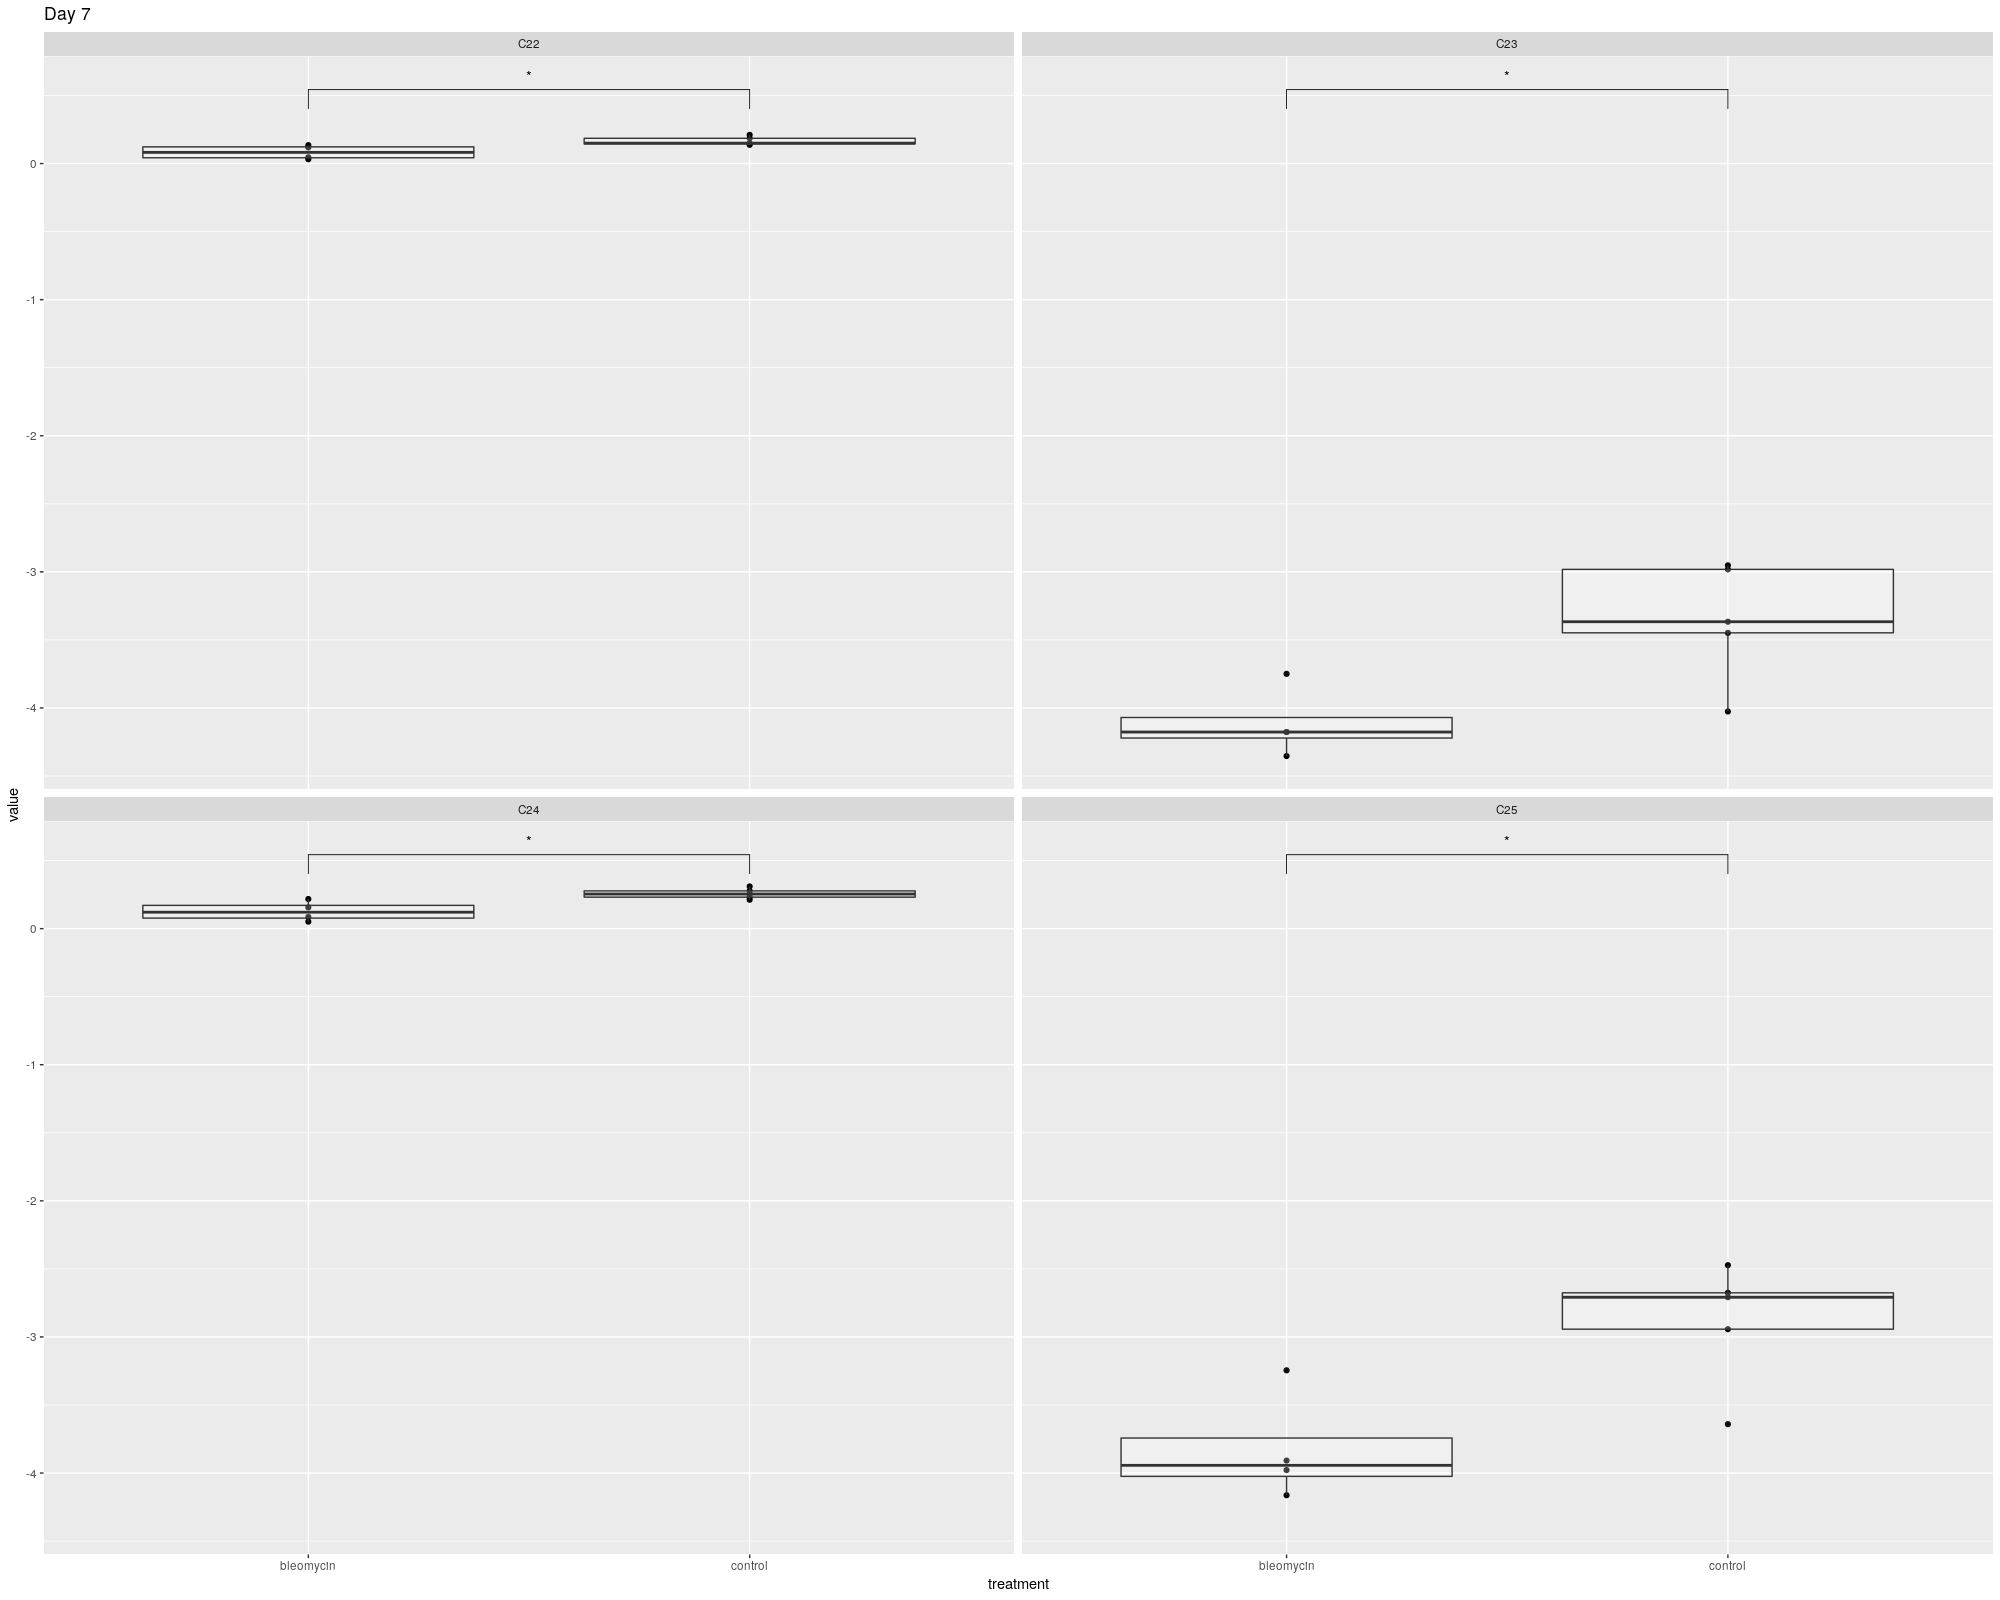 Day 7
C22
C23
*
*
0
-1
-2
-3
-4
value
C24
C25
*
*
0
-1
-2
-3
-4
bleomycin
control
bleomycin
control
treatment